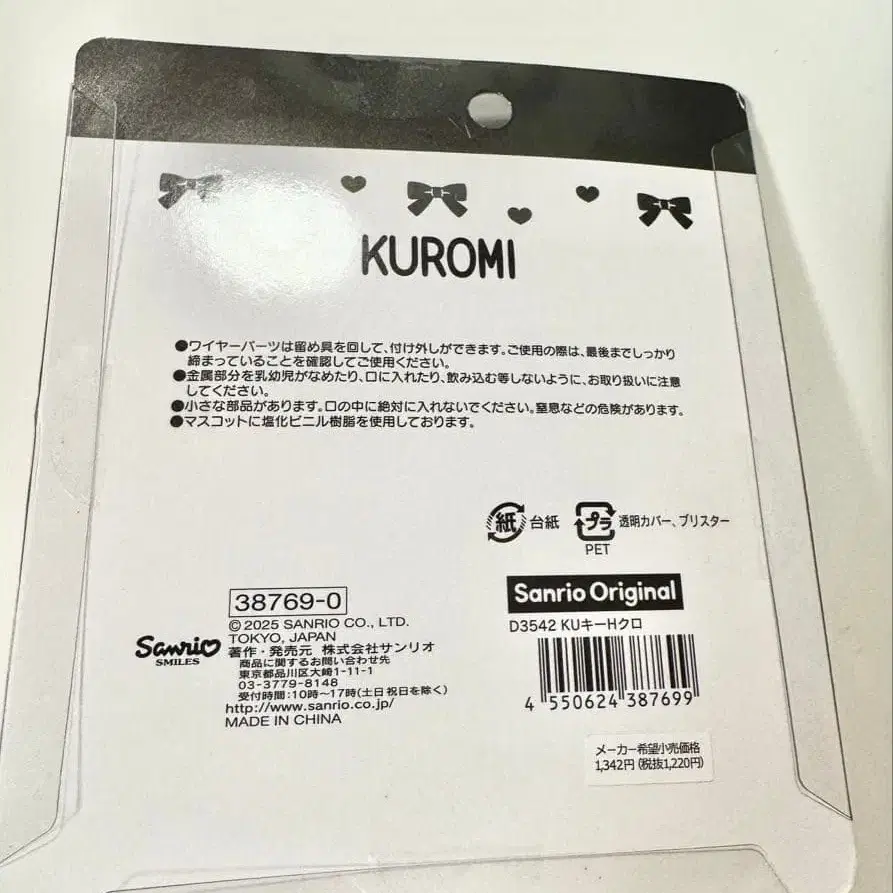 KUROMI
●ワイヤーパーツは留め具を回して、付け外しができます。ご使用の際は、最後までしっかり
締まっていることを確認してご使用ください。
●金属部分を乳幼児がなめたり、口に入れたり、飲み込む等しないように、お取り扱いに注意
してください。
●小さな部品があります。口の中に絶対に入れないでください。窒息などの危険があります。
●マスコットに塩化ビニル樹脂を使用しております。
紙 台紙 プラ 透明カバー、ブリスター
PET
38769-0
©2025 SANRIO CO., LTD.
TOKYO, JAPAN
Sanrio
SMILES
著作・発売元 株式会社サンリオ
商品に関するお問い合わせ先
東京都品川区大崎1-11-1
03-3779-8148
受付時間:10時~17時(土日祝日を除く)
http://www.sanrio.co.jp/
MADE IN CHINA
Sanrio Original
D3542 KUキーHクロ
4 550624 387699
メーカー希望小売価格
1,342円(税抜1,220円)